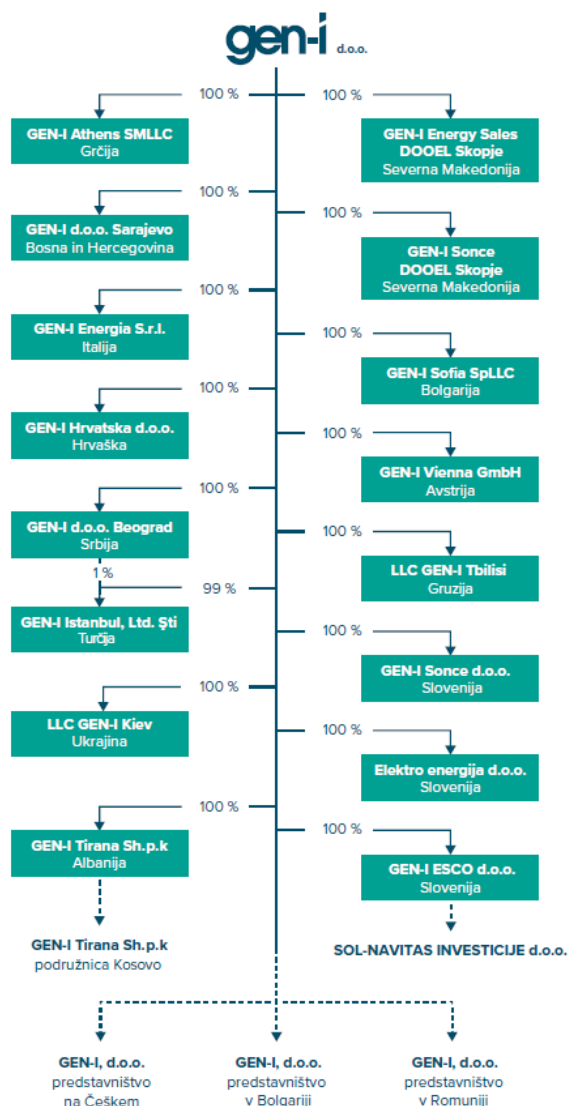 gen-i d.o.o.
100 %
GEN-I Athens SMLLC
Grčija
100 %
GEN-I d.o.o. Sarajevo
Bosna in Hercegovina
100 %
GEN-I Energia S.r.l.
Italija
100 %
GEN-I Hrvatska d.o.o.
Hrvaška
100 %
GEN-I d.o.o. Beograd
Srbija
1 %
99 %
GEN-I Istanbul, Ltd. Şti
Turčija
100 %
LLC GEN-I Kiev
Ukrajina
100 %
GEN-I Tirana Sh.p.k
Albanija
GEN-I Tirana Sh.p.k
podružnica Kosovo
100 %
GEN-I Energy Sales
DOOEL Skopje
Severna Makedonija
100 %
GEN-I Sonce
DOOEL Skopje
Severna Makedonija
100 %
GEN-I Sofia SpLLC
Bolgarija
100 %
GEN-I Vienna GmbH
Avstrija
100 %
LLC GEN-I Tbilisi
Gruzija
100 %
GEN-I Sonce d.o.o.
Slovenija
100 %
Elektro energija d.o.o.
Slovenija
100 %
GEN-I ESCO d.o.o.
Slovenija
SOL-NAVITAS INVESTICIJE d.o.o.
GEN-I, d.o.o.
predstavništvo
na Češkem
GEN-I, d.o.o.
predstavništvo
v Bolgariji
GEN-I, d.o.o.
predstavništvo
v Romuniji